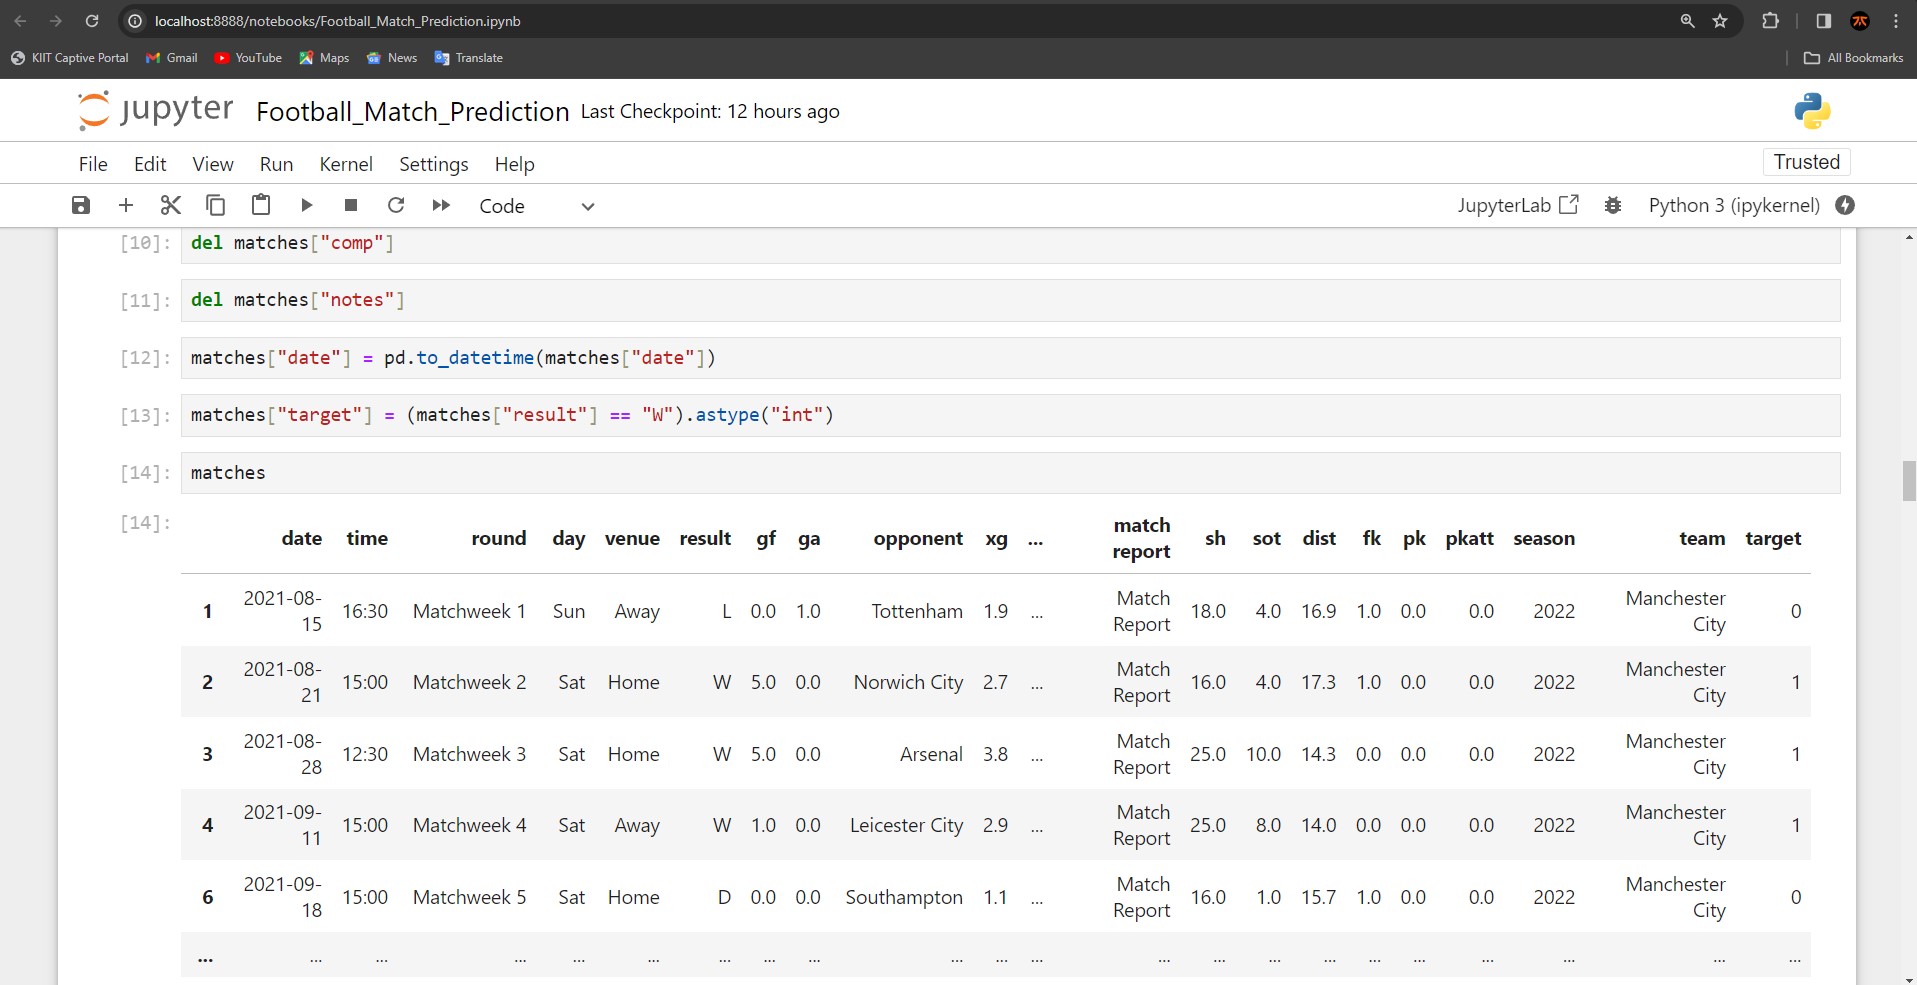 localhost:8888/notebooks/Football_Match_Prediction.ipynb
KIIT Captive Portal Gmail YouTube Maps News Translate All Bookmarks
jupyter Football_Match_Prediction Last Checkpoint: 12 hours ago
File Edit View Run Kernel Settings Help Trusted
Code JupyterLab Python 3 (ipykernel)
[10]: del matches["comp"]
[11]: del matches["notes"]
[12]: matches["date"] = pd.to_datetime(matches["date"])
[13]: matches["target"] = (matches["result"] == "W").astype("int")
[14]: matches
[14]:
date time round day venue result gf ga opponent xg ... match report sh sot dist fk pk pkatt season team target
1 2021-08-15 16:30 Matchweek 1 Sun Away L 0.0 1.0 Tottenham 1.9 ... Match Report 18.0 4.0 16.9 1.0 0.0 0.0 2022 Manchester City 0
2 2021-08-21 15:00 Matchweek 2 Sat Home W 5.0 0.0 Norwich City 2.7 ... Match Report 16.0 4.0 17.3 1.0 0.0 0.0 2022 Manchester City 1
3 2021-08-28 12:30 Matchweek 3 Sat Home W 5.0 0.0 Arsenal 3.8 ... Match Report 25.0 10.0 14.3 0.0 0.0 0.0 2022 Manchester City 1
4 2021-09-11 15:00 Matchweek 4 Sat Away W 1.0 0.0 Leicester City 2.9 ... Match Report 25.0 8.0 14.0 0.0 0.0 0.0 2022 Manchester City 1
6 2021-09-18 15:00 Matchweek 5 Sat Home D 0.0 0.0 Southampton 1.1 ... Match Report 16.0 1.0 15.7 1.0 0.0 0.0 2022 Manchester City 0
... ... ... ... ... ... ... ... ... ... ... ... ... ... ... ... ... ... ... ... ... ...